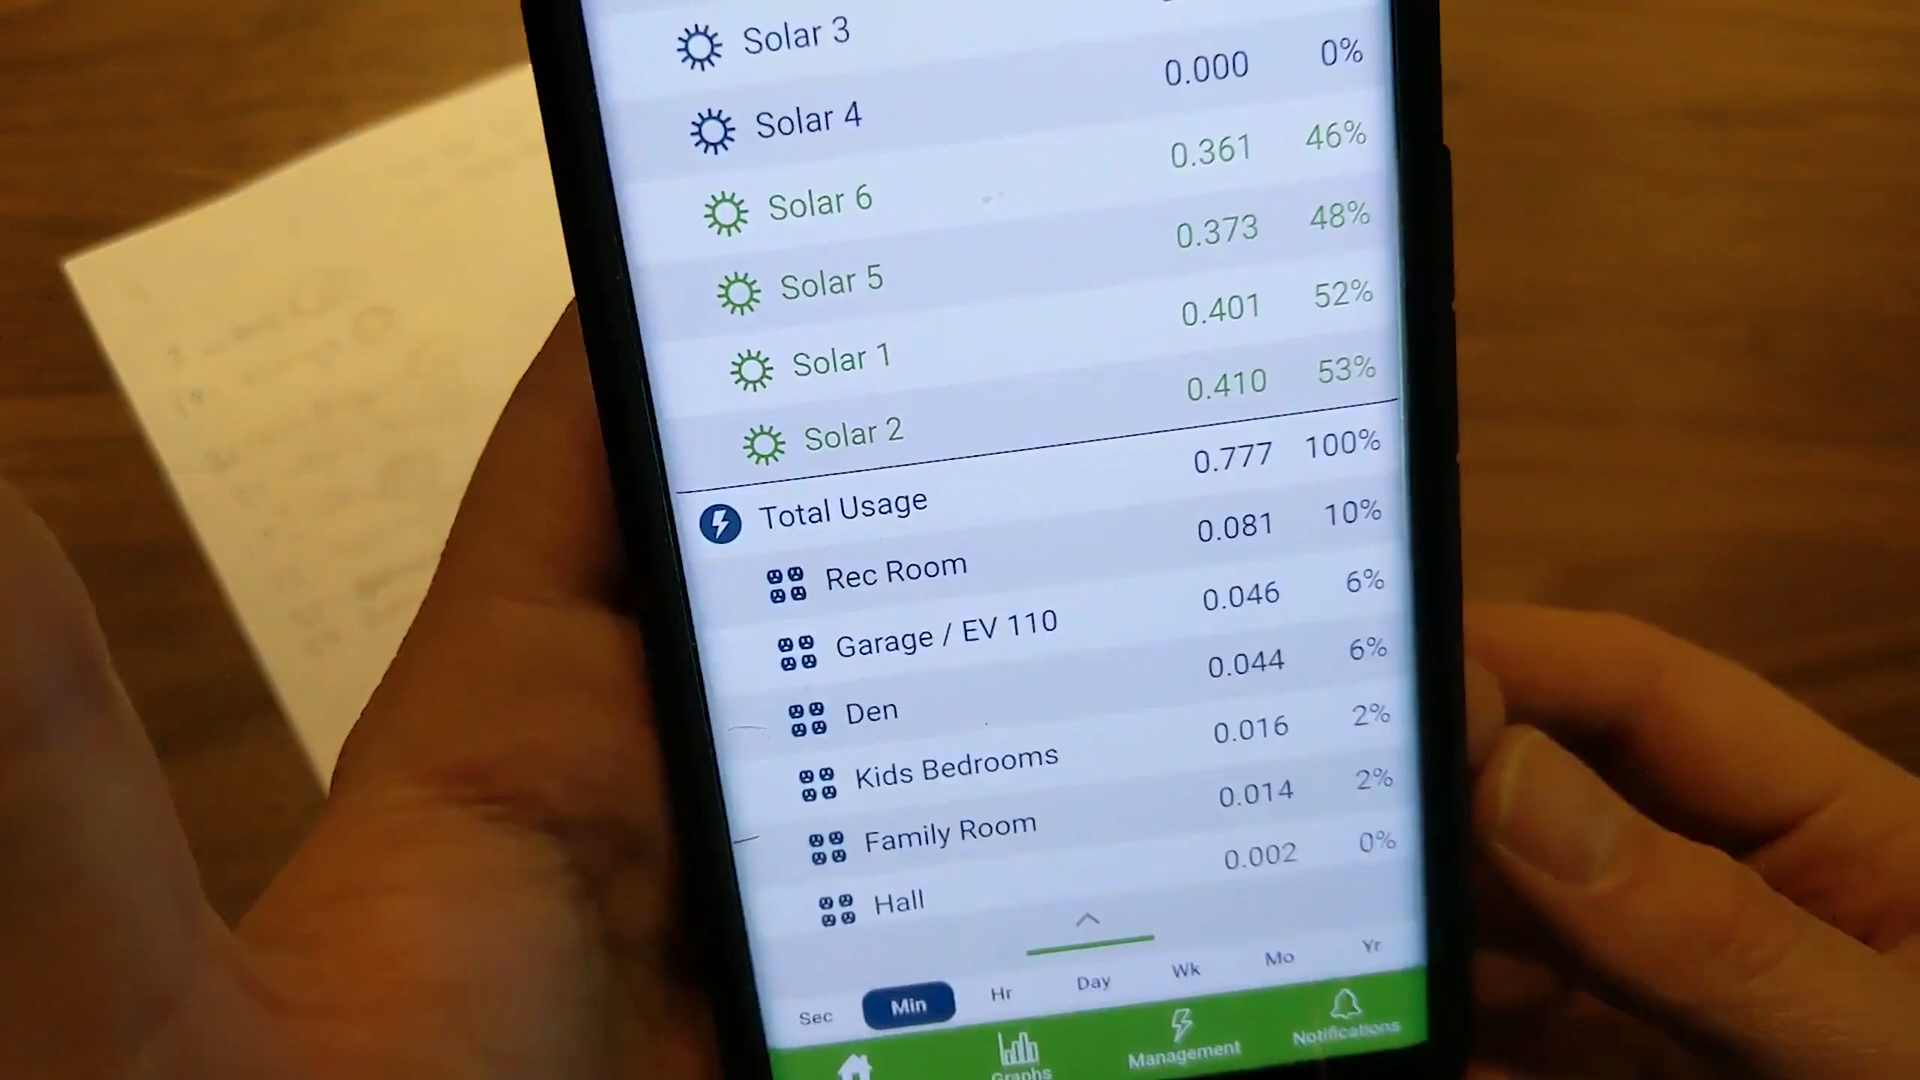 Solar 3
Solar 4 0.000 0%
Solar 6 0.361 46%
Solar 5 0.373 48%
Solar 1 0.401 52%
Solar 2 0.410 53%
Total Usage 0.777 100%
Rec Room 0.081 10%
Garage / EV 110 0.046 6%
Den 0.044 6%
Kids Bedrooms 0.016 2%
Family Room 0.014 2%
Hall 0.002 0%
Sec Min Hr Day Wk Mo Yr
Graphs Management Notifications